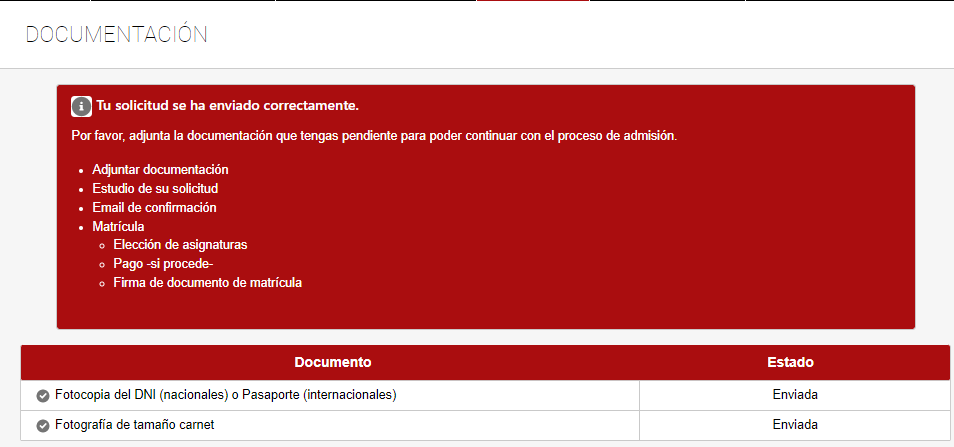 DOCUMENTACIÓN
Tu solicitud se ha enviado correctamente.
Por favor, adjunta la documentación que tengas pendiente para poder continuar con el proceso de admisión.
Adjuntar documentación
Estudio de su solicitud
Email de confirmación
Matrícula
Elección de asignaturas
Pago -si procede-
Firma de documento de matrícula
Documento Estado
Fotocopia del DNI (nacionales) o Pasaporte (internacionales) Enviada
Fotografía de tamaño carnet Enviada